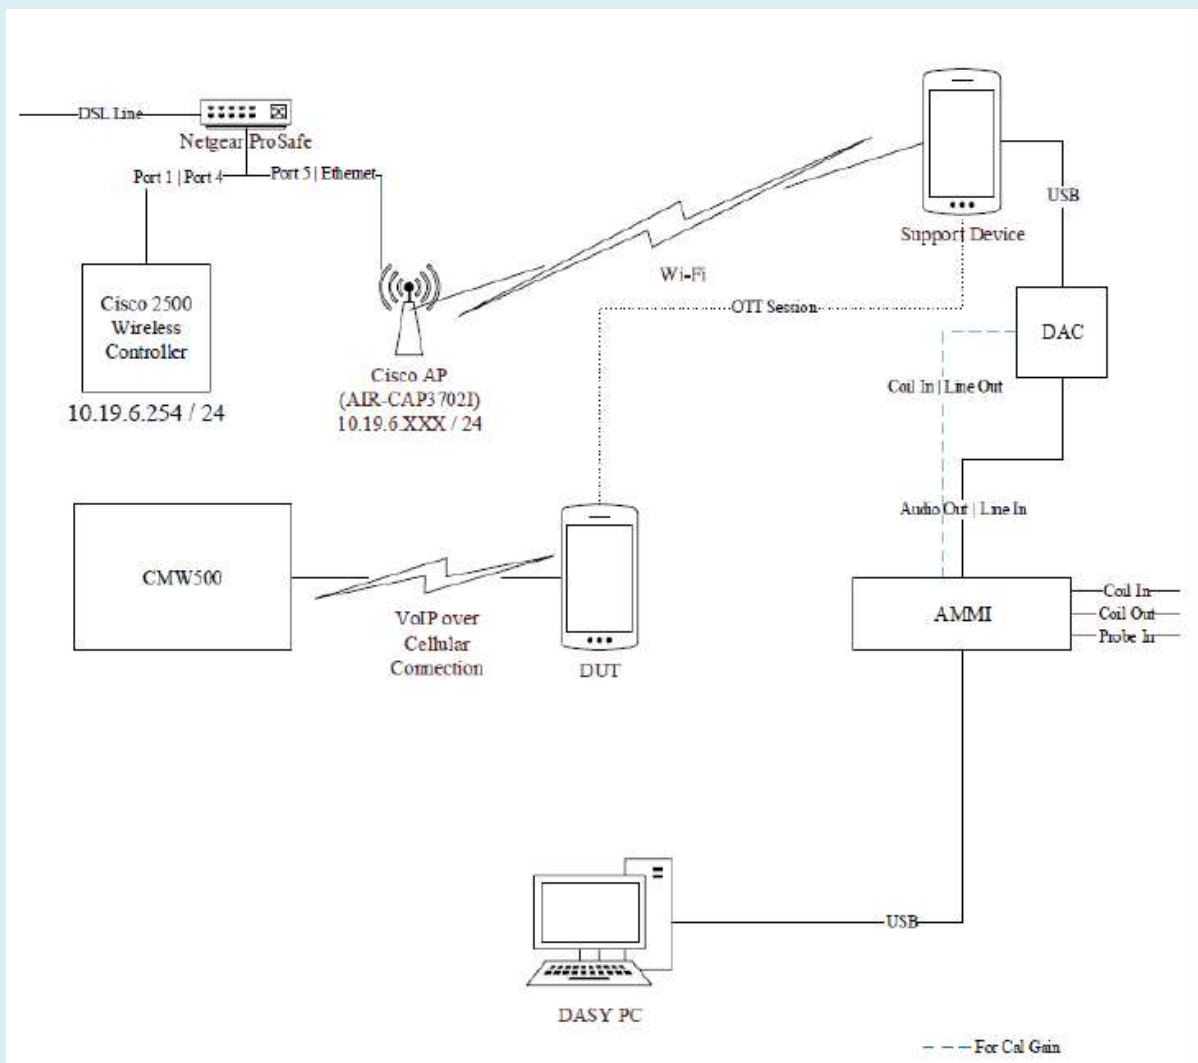 DSL Line
Netgear ProSafe
Port 1 | Port 4
Port 5 | Ethernet
Cisco 2500
Wireless
Controller
10.19.6.254 / 24
Cisco AP
(AIR-CAP3702I)
10.19.6.XXX / 24
Wi-Fi
Support Device
USB
OTT Session
DAC
Coil In | Line Out
Audio Out | Line In
CMW500
VoIP over
Cellular
Connection
DUT
AMMI
Coil In
Coil Out
Probe In
USB
DASY PC
For Cal Gain